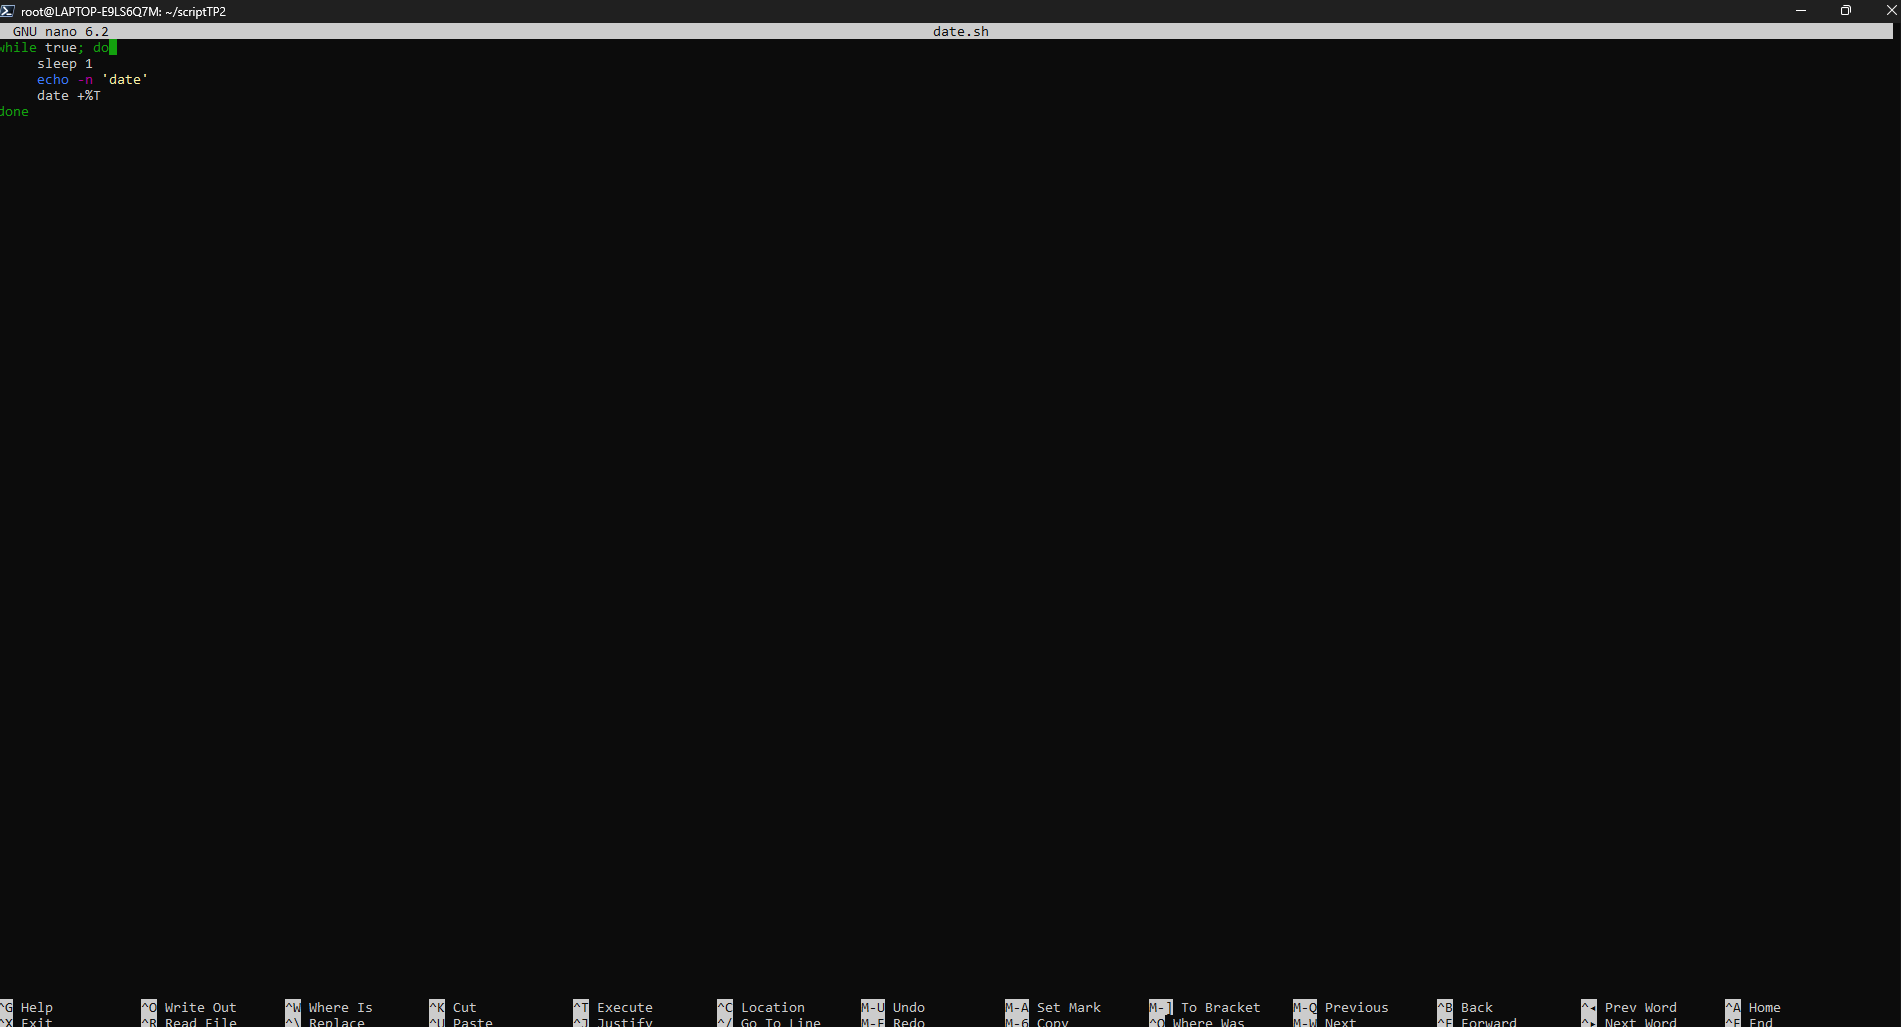 root@LAPTOP-E9LS6Q7M: ~/scriptTP2
GNU nano 6.2 date.sh
while true; do
sleep 1
echo -n 'date'
date +%T
done
^G Help ^O Write Out ^W Where Is ^K Cut ^T Execute ^C Location M-U Undo M-A Set Mark M-] To Bracket M-Q Previous ^B Back ^◂ Prev Word ^A Home
^X Exit ^R Read File ^\ Replace ^U Paste ^J Justify ^/ Go To Line M-E Redo M-6 Copy ^Q Where Was M-W Next ^F Forward ^▸ Next Word ^E End